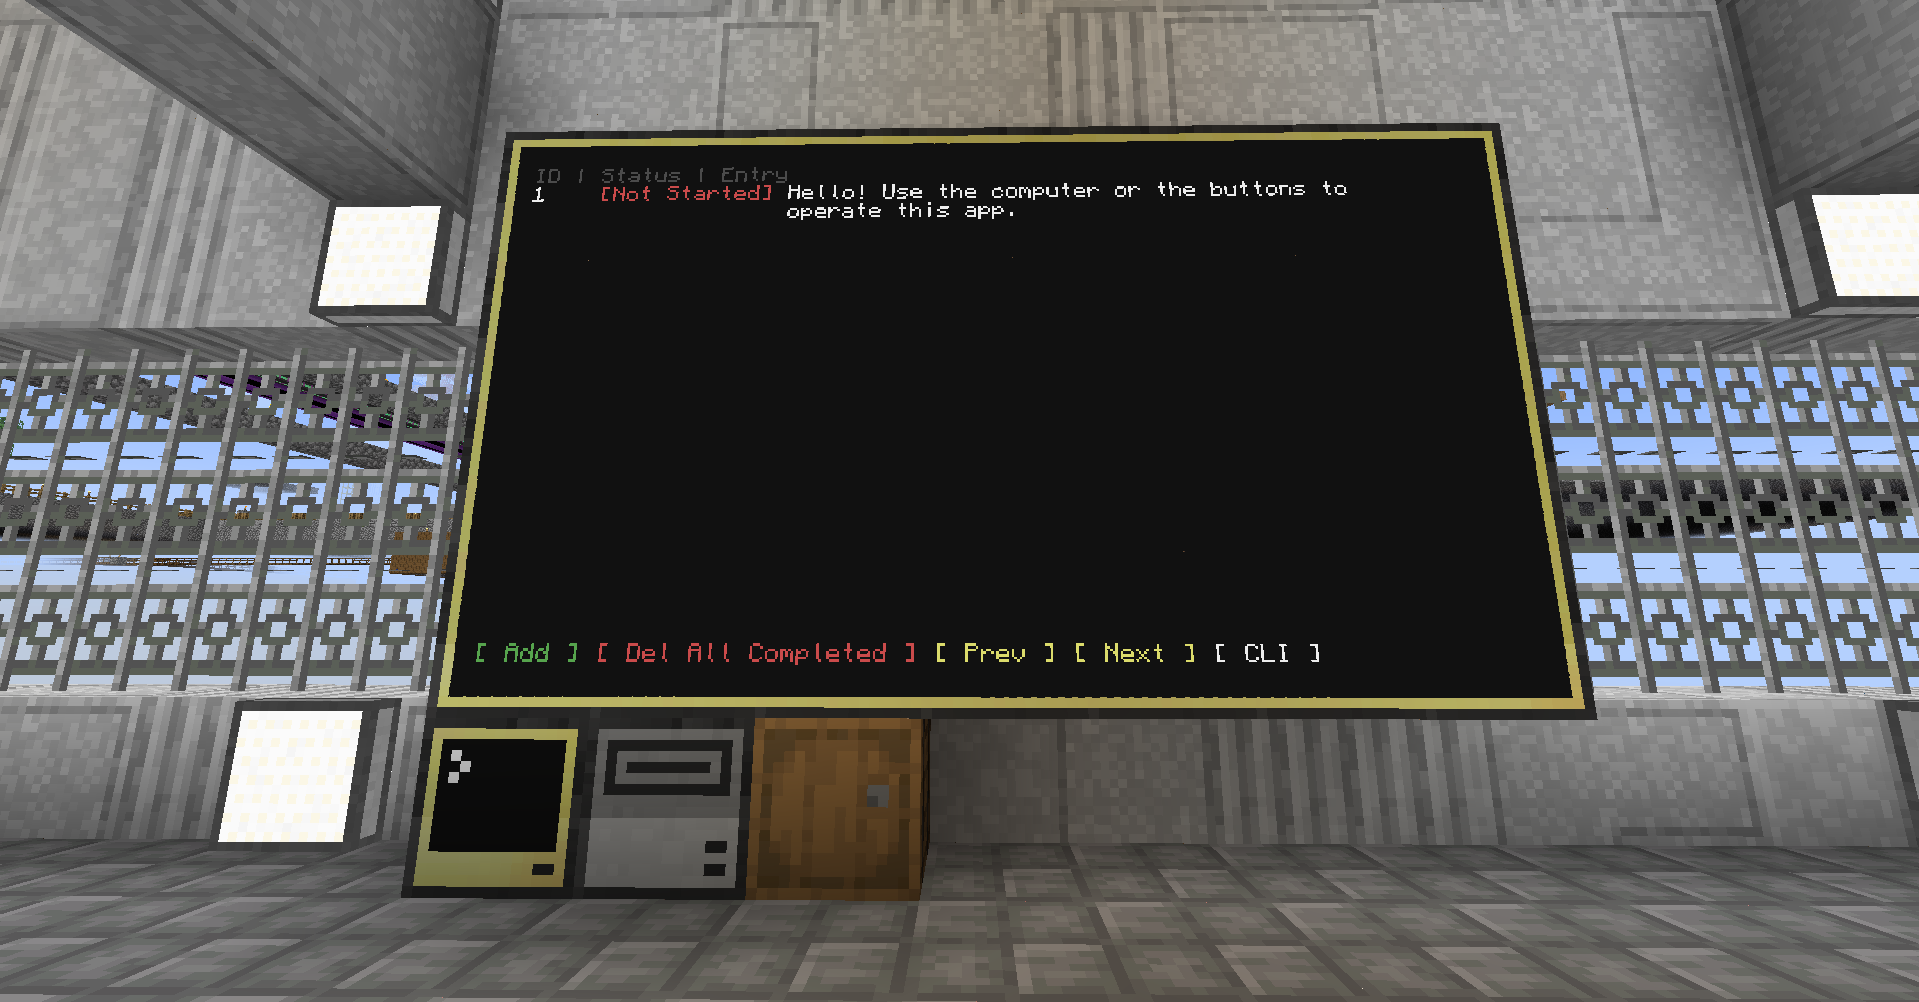 ID | Status | Entry
1 [Not Started] Hello! Use the computer or the buttons to
operate this app.
[ Add ] [ Del All Completed ] [ Prev ] [ Next ] [ CLI ]